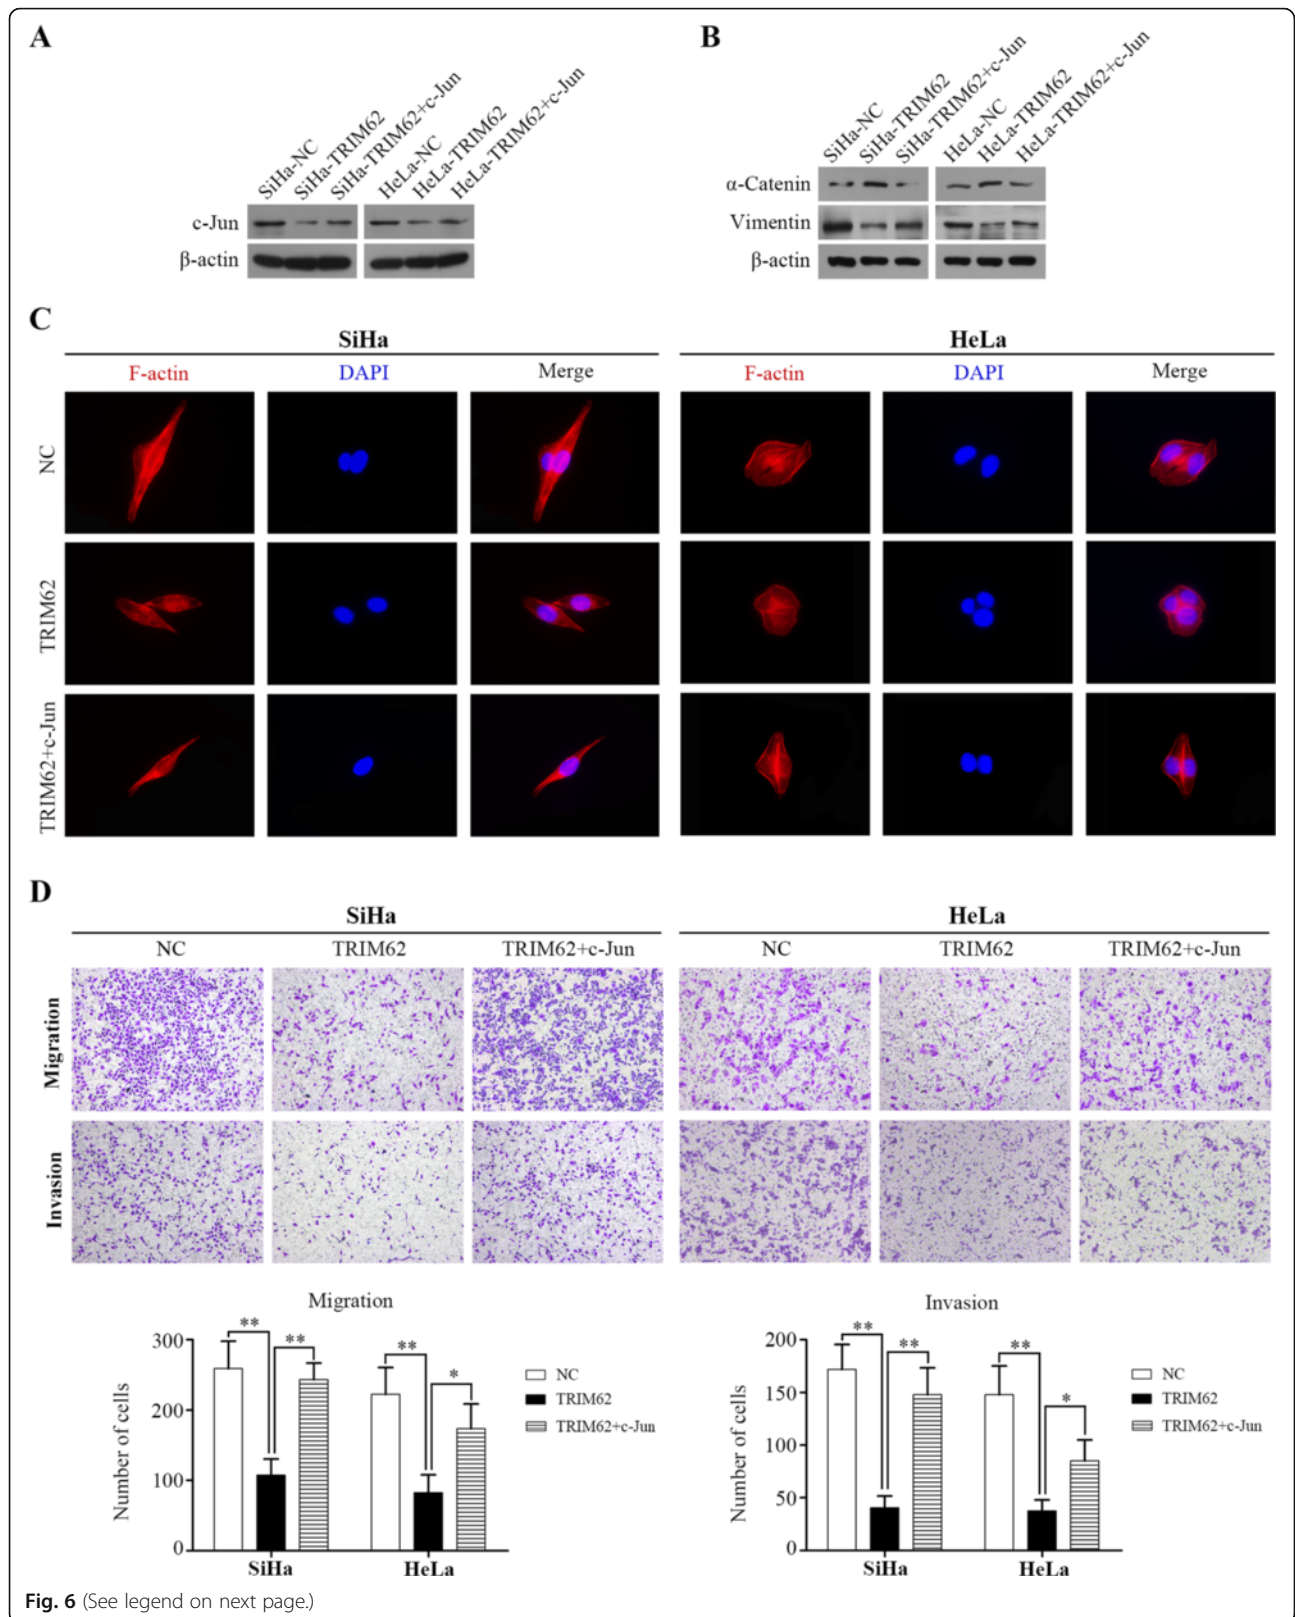 A
SiHa-NC
SiHa-TRIM62
SiHa-TRIM62+c-Jun
HeLa-NC
HeLa-TRIM62
HeLa-TRIM62+c-Jun
c-Jun
β-actin
B
SiHa-NC
SiHa-TRIM62
SiHa-TRIM62+c-Jun
HeLa-NC
HeLa-TRIM62
HeLa-TRIM62+c-Jun
α-Catenin
Vimentin
β-actin
C
SiHa HeLa
F-actin DAPI Merge F-actin DAPI Merge
NC
TRIM62
TRIM62+c-Jun
D
SiHa HeLa
NC TRIM62 TRIM62+c-Jun NC TRIM62 TRIM62+c-Jun
Migration
Invasion
Migration
Number of cells
300
200
100
0
** ** ** *
SiHa HeLa
NC
TRIM62
TRIM62+c-Jun
Invasion
Number of cells
200
150
100
50
0
** ** ** *
SiHa HeLa
NC
TRIM62
TRIM62+c-Jun
Fig. 6 (See legend on next page.)